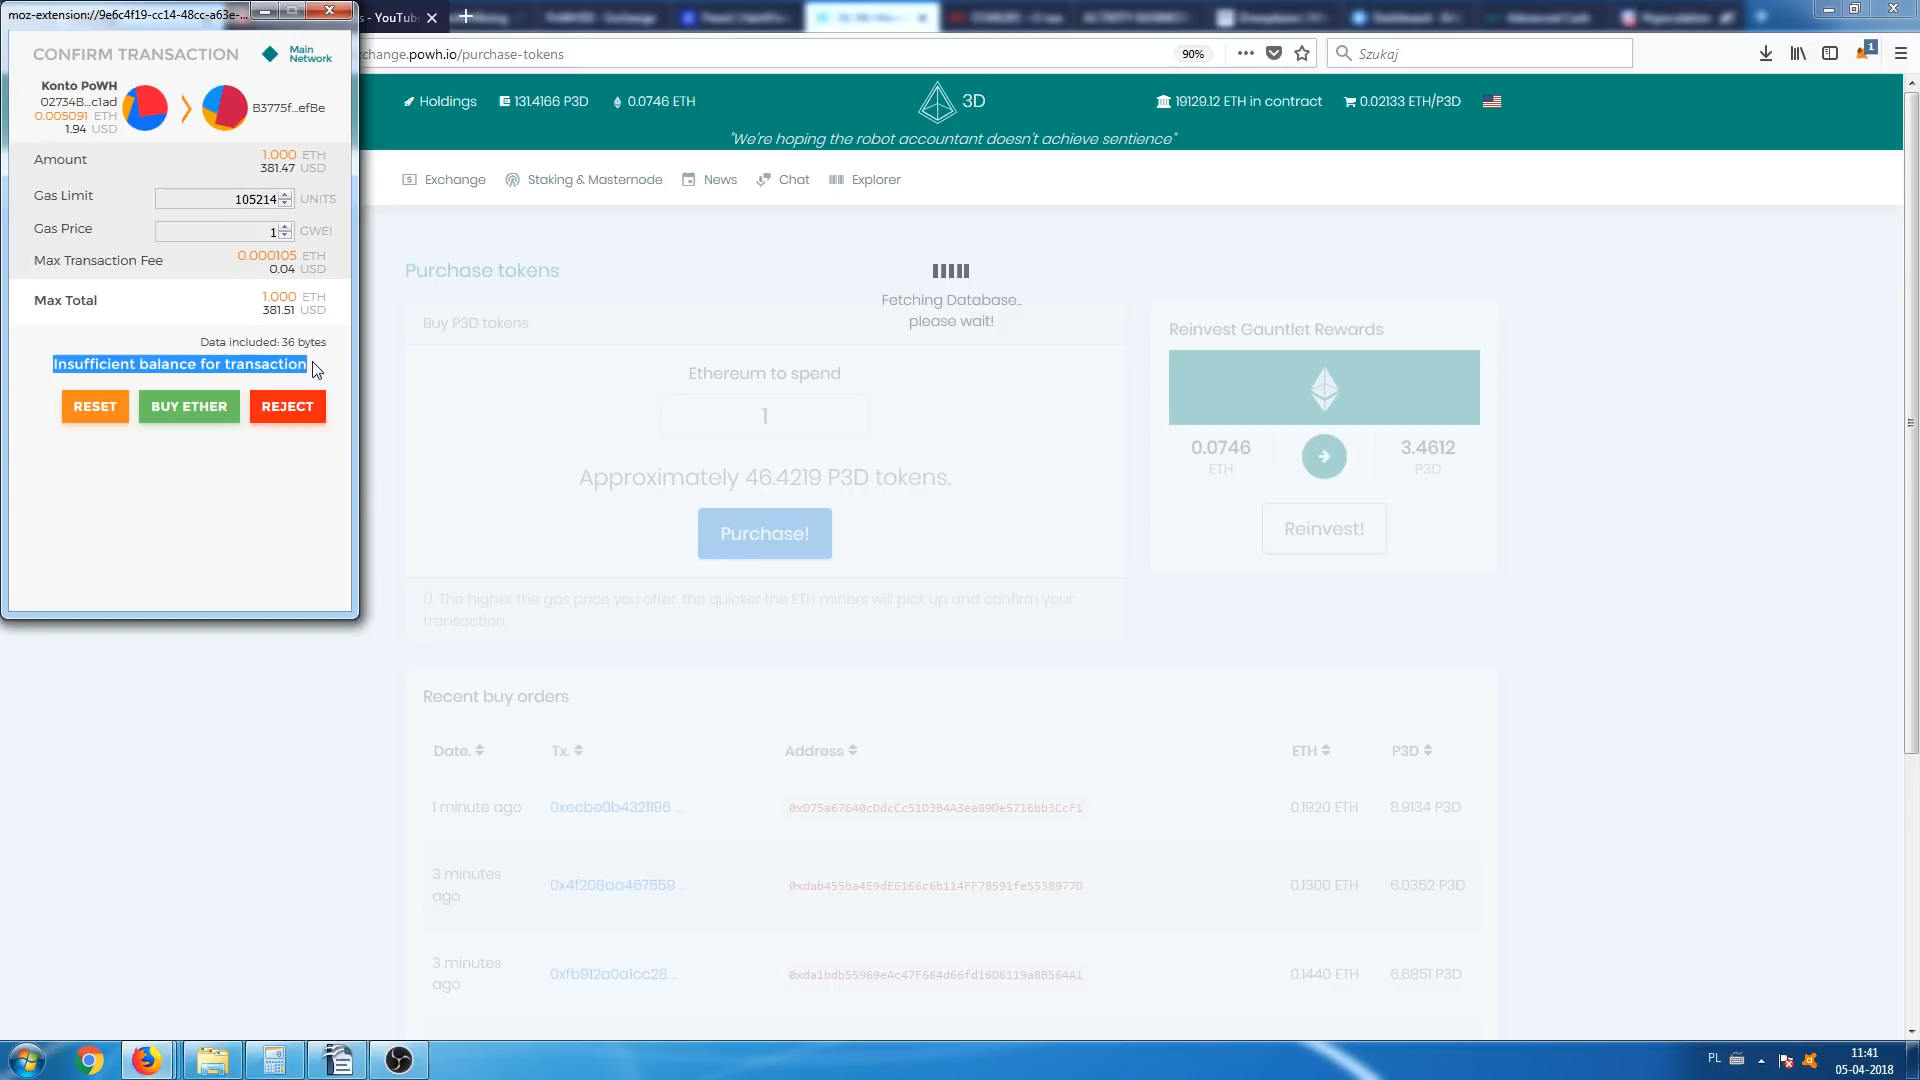 moz-extension://9e6c4f19-cc14-48cc-a63e-...
s - YouTube
CONFIRM TRANSACTION
Main
Network
Konto PoWH
02734B...c1ad
0.005091 ETH
1.94 USD
B3775f...efBe
Amount
1.000 ETH
381.47 USD
Gas Limit
105214
UNITS
Gas Price
1
GWEI
Max Transaction Fee
0.000105 ETH
0.04 USD
Max Total
1.000 ETH
381.51 USD
Data included: 36 bytes
Insufficient balance for transaction
RESET
BUY ETHER
REJECT
change.powh.io/purchase-tokens
90%
Szukaj
1
Holdings
131.4166 P3D
0.0746 ETH
3D
19129.12 ETH in contract
0.02133 ETH/P3D
"We're hoping the robot accountant doesn't achieve sentience"
Exchange
Staking & Masternode
News
Chat
Explorer
Purchase tokens
Fetching Database..
please wait!
Buy P3D tokens
Ethereum to spend
1
Approximately 46.4219 P3D tokens.
Purchase!
1). The higher the gas price you offer, the quicker the ETH miners will pick up and confirm your
transaction.
Reinvest Gauntlet Rewards
0.0746
ETH
3.4612
P3D
Reinvest!
Recent buy orders
Date.
Tx.
Address
ETH
P3D
1 minute ago
0xecbe0b4321196 ...
0xD75a67640cDdcCc51D3B4A3ea89De5716bb3CcF1
0.1920 ETH
8.9134 P3D
3 minutes
ago
0x4f208aa467559 ...
0xdab455ba4E9dE6166c6b114FF78591fe5538977D
0.1300 ETH
6.0352 P3D
3 minutes
ago
0xfb912a0a1cc28 ...
0xda1bdb55969eAc47F664d66fd16D6119aBB564A1
0.1440 ETH
6.6851 P3D
PL
11:41
05-04-2018